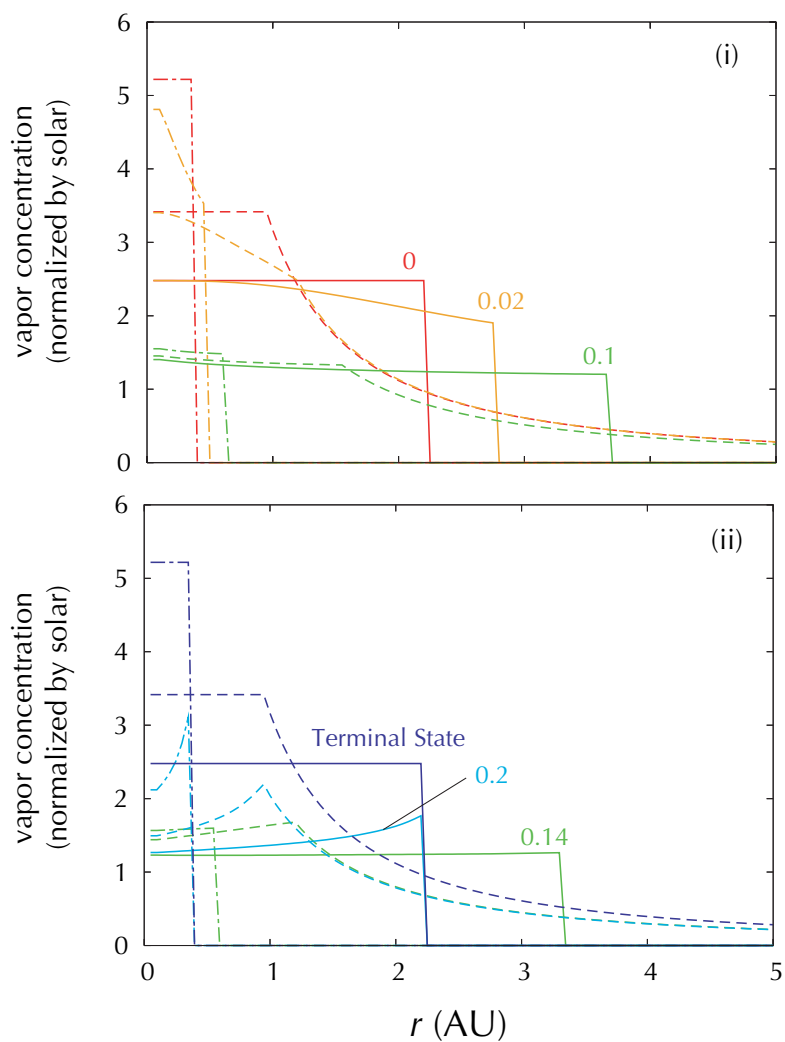 6
5
4
3
2
1
0
vapor concentration
(normalized by solar)
(i)
0
0.02
0.1
6
5
4
3
2
1
0
vapor concentration
(normalized by solar)
(ii)
Terminal State
0.2
0.14
0 1 2 3 4 5
r (AU)